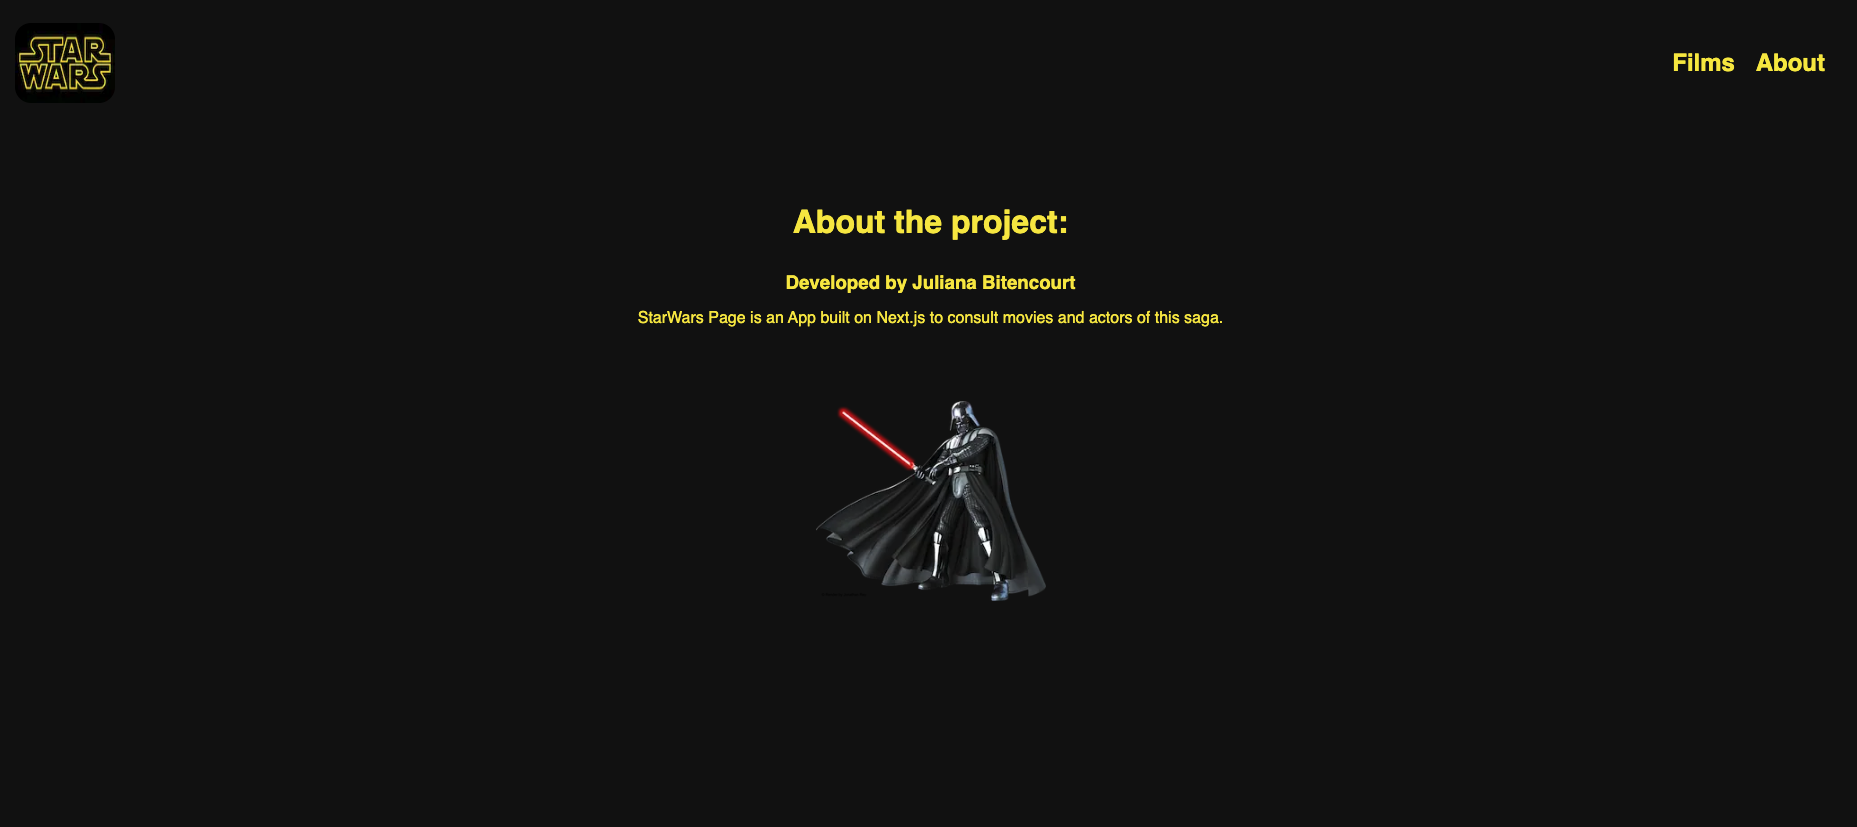 STAR
WARS
Films About
About the project:
Developed by Juliana Bitencourt
StarWars Page is an App built on Next.js to consult movies and actors of this saga.